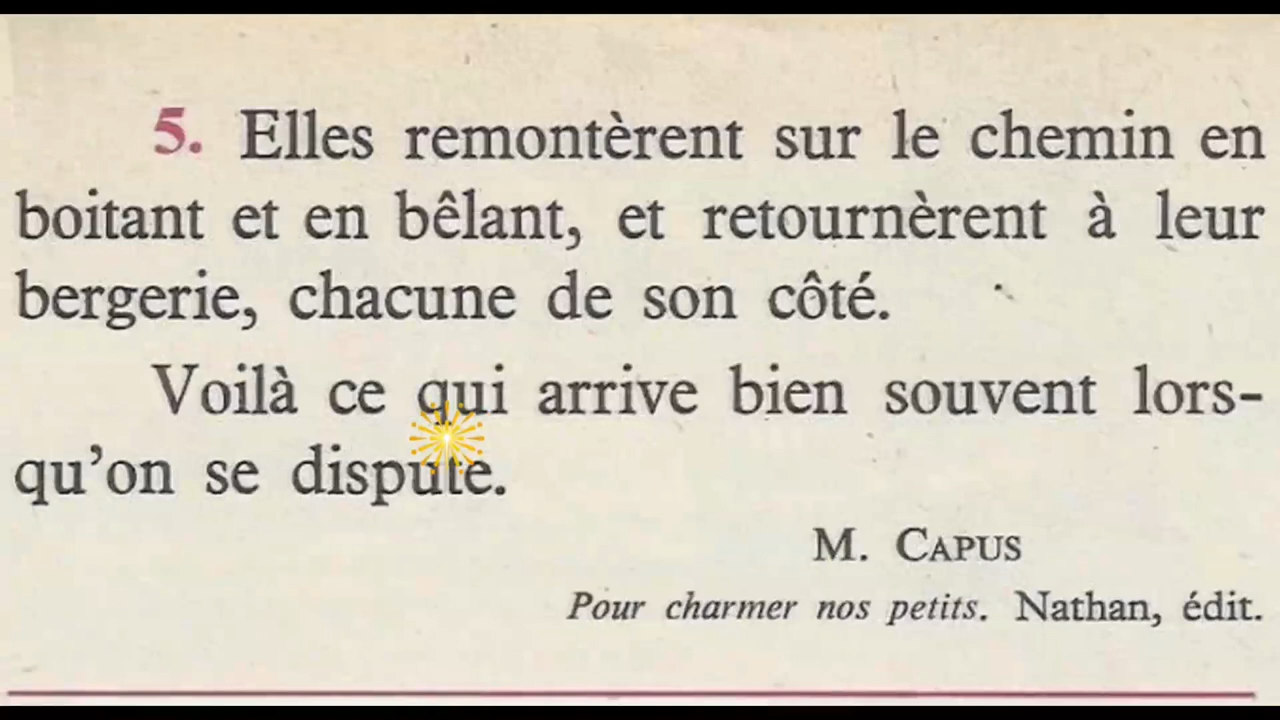 5. Elles remontèrent sur le chemin en
boitant et en bêlant, et retournèrent à leur
bergerie, chacune de son côté.
Voilà ce qui arrive bien souvent lors-
qu'on se dispute.
M. CAPUS
Pour charmer nos petits. Nathan, édit.